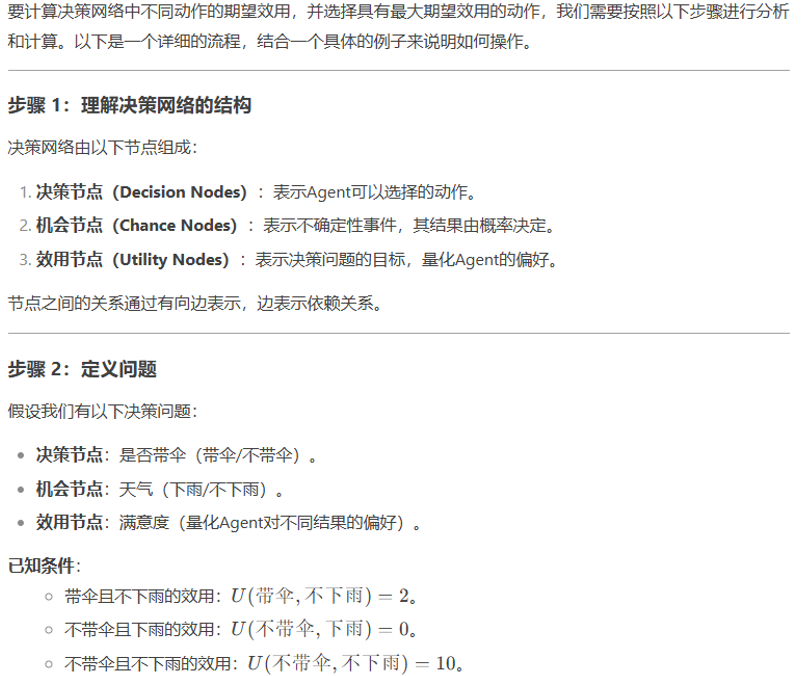 要计算决策网络中不同动作的期望效用，并选择具有最大期望效用的动作，我们需要按照以下步骤进行分析
和计算。以下是一个详细的流程，结合一个具体的例子来说明如何操作。
步骤 1：理解决策网络的结构
决策网络由以下节点组成：
1. 决策节点（Decision Nodes）：表示Agent可以选择的动作。
2. 机会节点（Chance Nodes）：表示不确定性事件，其结果由概率决定。
3. 效用节点（Utility Nodes）：表示决策问题的目标，量化Agent的偏好。
节点之间的关系通过有向边表示，边表示依赖关系。
步骤 2：定义问题
假设我们有以下决策问题：
• 决策节点：是否带伞（带伞/不带伞）。
• 机会节点：天气（下雨/不下雨）。
• 效用节点：满意度（量化Agent对不同结果的偏好）。
已知条件：
◦ 带伞且不下雨的效用：U(带伞, 不下雨) = 2。
◦ 不带伞且下雨的效用：U(不带伞, 下雨) = 0。
◦ 不带伞且不下雨的效用：U(不带伞, 不下雨) = 10。